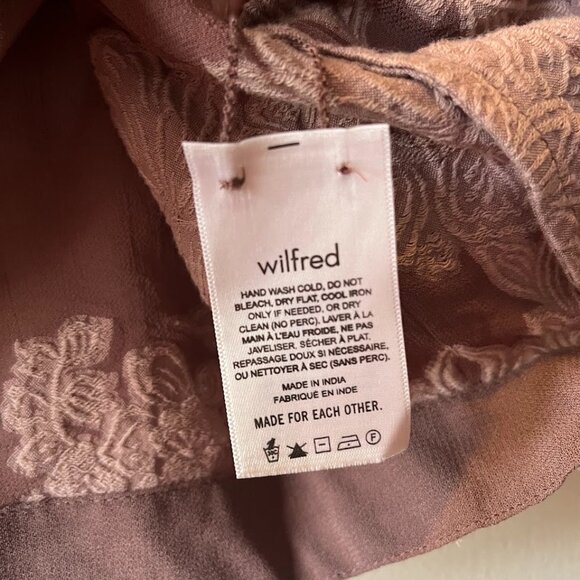 wilfred
HAND WASH COLD, DO NOT
BLEACH, DRY FLAT, COOL IRON
ONLY IF NEEDED, OR DRY
CLEAN (NO PERC). LAVER À LA
MAIN À L'EAU FROIDE, NE PAS
JAVELISER, SÉCHER À PLAT.
REPASSAGE DOUX SI NÉCESSAIRE,
OU NETTOYER À SEC (SANS PERC).
MADE IN INDIA
FABRIQUÉ EN INDE
MADE FOR EACH OTHER.
30C F